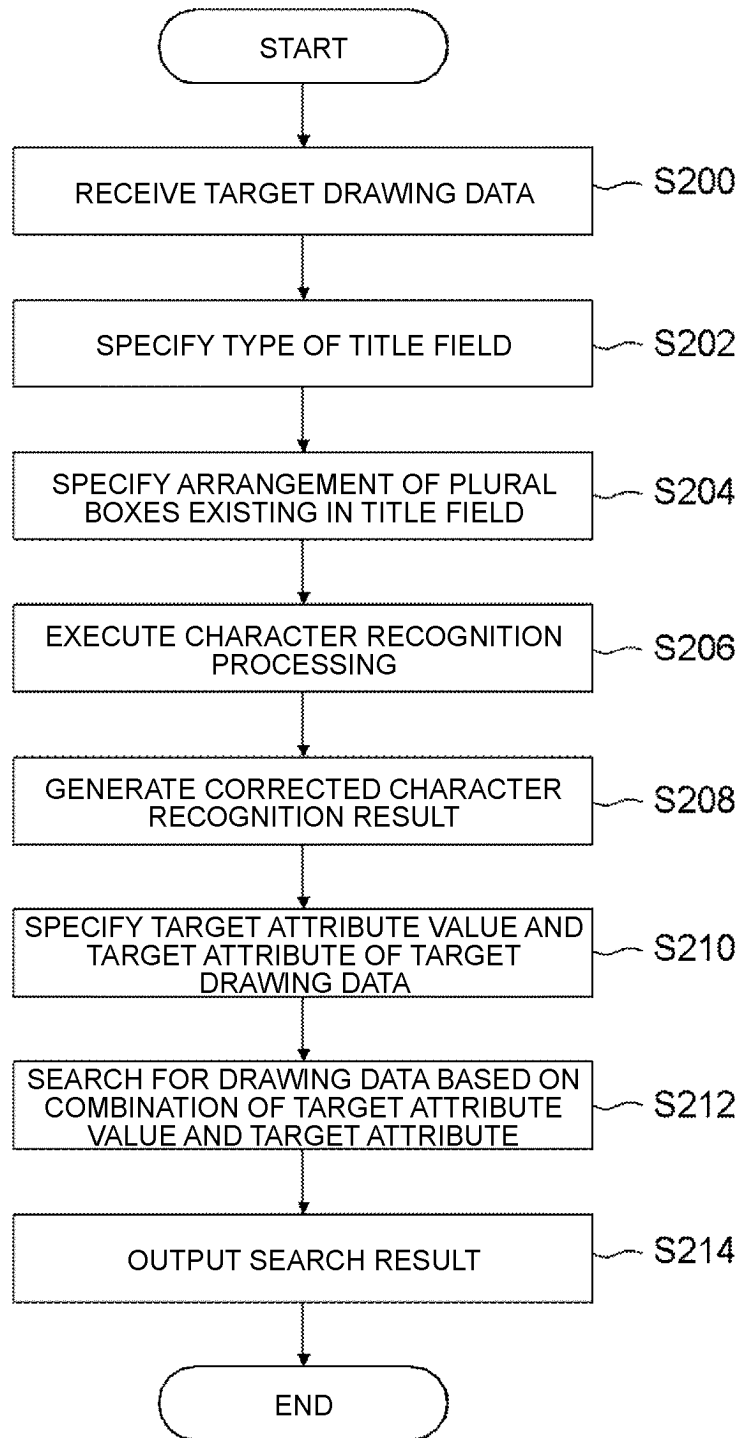 START
RECEIVE TARGET DRAWING DATA
S200
SPECIFY TYPE OF TITLE FIELD
S202
SPECIFY ARRANGEMENT OF PLURAL
BOXES EXISTING IN TITLE FIELD
S204
EXECUTE CHARACTER RECOGNITION
PROCESSING
S206
GENERATE CORRECTED CHARACTER
RECOGNITION RESULT
S208
SPECIFY TARGET ATTRIBUTE VALUE AND
TARGET ATTRIBUTE OF TARGET
DRAWING DATA
S210
SEARCH FOR DRAWING DATA BASED ON
COMBINATION OF TARGET ATTRIBUTE
VALUE AND TARGET ATTRIBUTE
S212
OUTPUT SEARCH RESULT
S214
END